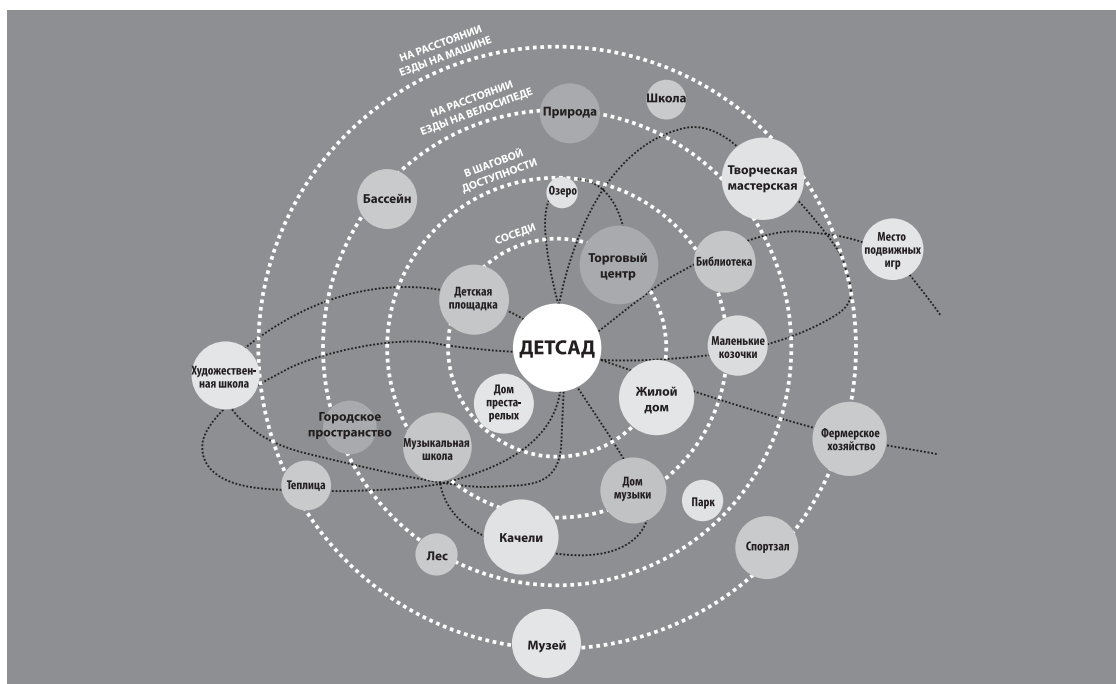 НА РАССТОЯНИИ
ЕЗДЫ НА МАШИНЕ
НА РАССТОЯНИИ
ЕЗДЫ НА ВЕЛОСИПЕДЕ
Школа
Природа
В ШАГОВОЙ
ДОСТУПНОСТИ
Творческая
мастерская
Бассейн
Озеро
СОСЕДИ
Место
подвижных
игр
Торговый
центр
Библиотека
Детская
площадка
ДЕТСАД
Маленькие
козочки
Художествен-
ная школа
Дом
преста-
релых
Жилой
дом
Городское
пространство
Музыкальная
школа
Фермерское
хозяйство
Теплица
Дом
музыки
Парк
Качели
Лес
Спортзал
Музей